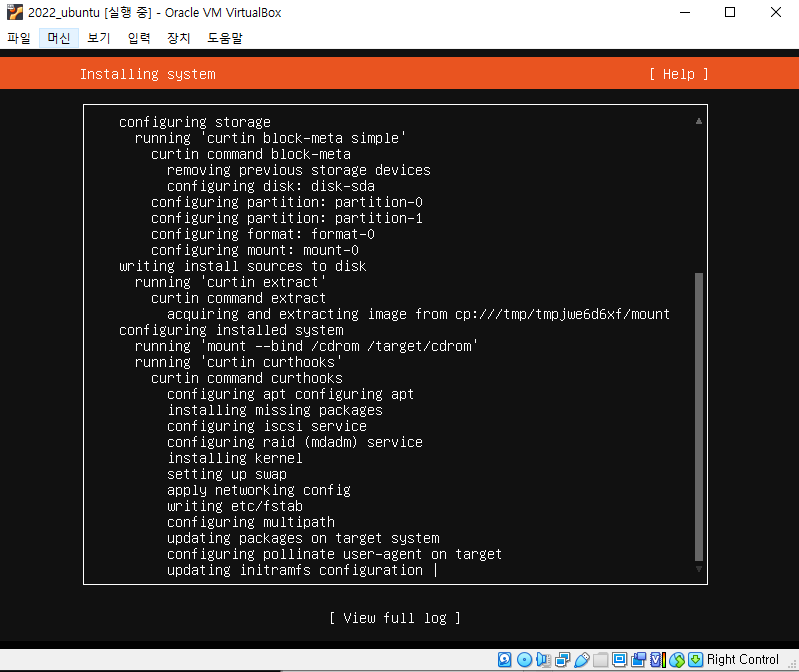 2022_ubuntu [실행 중] - Oracle VM VirtualBox
파일 머신 보기 입력 장치 도움말
Installing system [ Help ]
configuring storage
running 'curtin block-meta simple'
curtin command block-meta
removing previous storage devices
configuring disk: disk-sda
configuring partition: partition-0
configuring partition: partition-1
configuring format: format-0
configuring mount: mount-0
writing install sources to disk
running 'curtin extract'
curtin command extract
acquiring and extracting image from cp:///tmp/tmpjwe6d6xf/mount
configuring installed system
running 'mount --bind /cdrom /target/cdrom'
running 'curtin curthooks'
curtin command curthooks
configuring apt configuring apt
installing missing packages
configuring iscsi service
configuring raid (mdadm) service
installing kernel
setting up swap
apply networking config
writing etc/fstab
configuring multipath
updating packages on target system
configuring pollinate user-agent on target
updating initramfs configuration |
[ View full log ]
Right Control